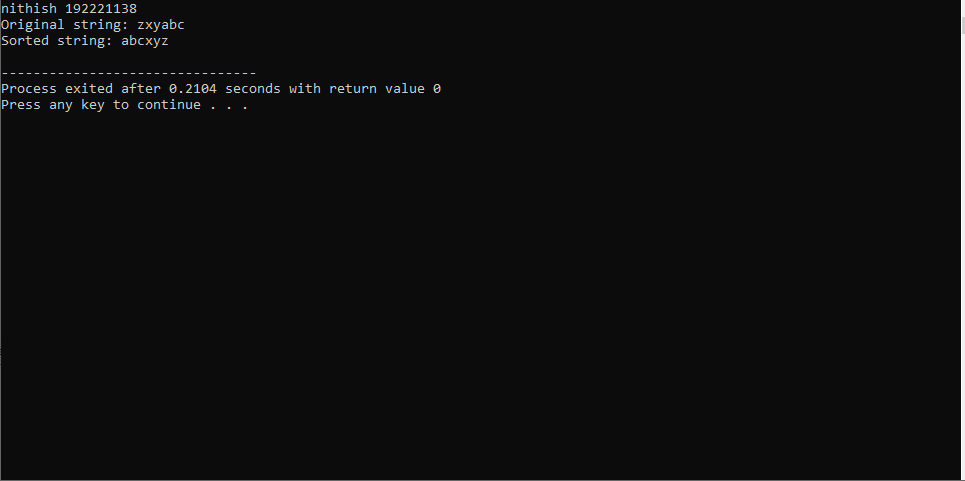 nithish 192221138
Original string: zxyabc
Sorted string: abcxyz
--------------------------------
Process exited after 0.2104 seconds with return value 0
Press any key to continue . . .